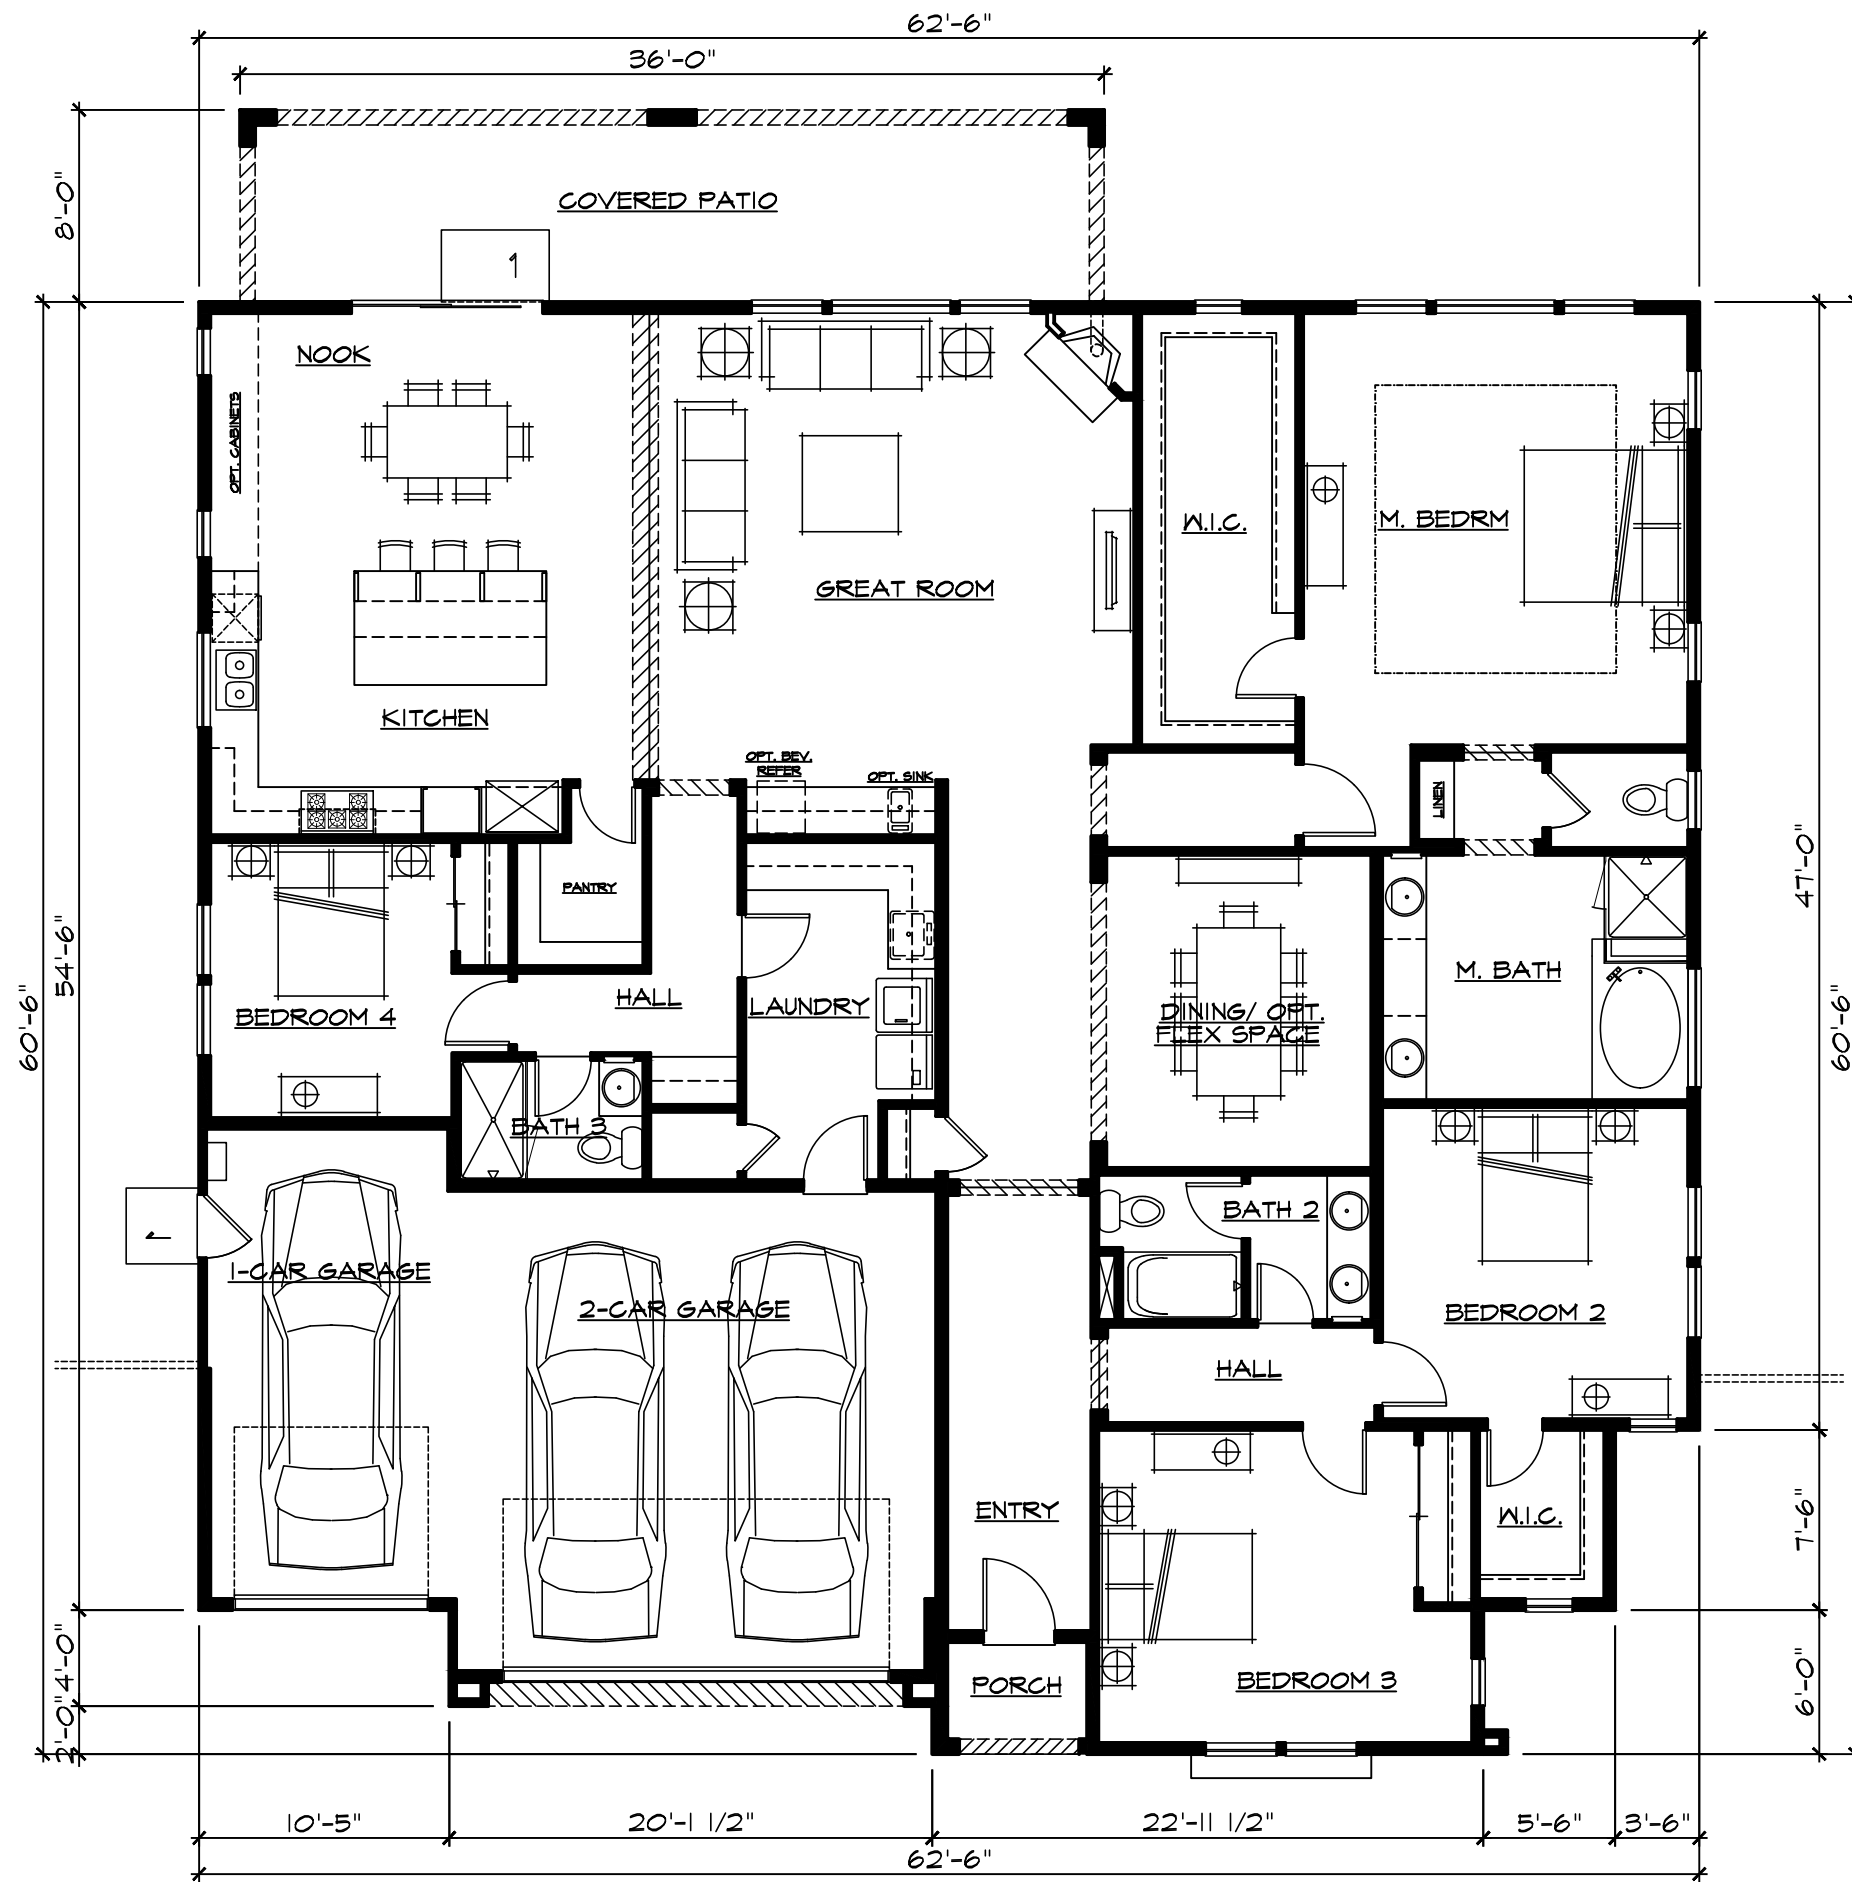 62'-6"
36'-0"
8'-0"
COVERED PATIO
1
NOOK
OPT. CABINETS
W.I.C.
M. BEDRM
GREAT ROOM
KITCHEN
OPT. BEV.
REFER
OPT. SINK
LINEN
PANTRY
47'-0"
54'-6"
60'-6"
60'-6"
BEDROOM 4
HALL
LAUNDRY
DINING/ OPT.
FLEX SPACE
M. BATH
BATH 3
BATH 2
1
1-CAR GARAGE
2-CAR GARAGE
BEDROOM 2
HALL
ENTRY
W.I.C.
7'-6"
PORCH
BEDROOM 3
4'-0"
2'-0"
6'-0"
10'-5"
20'-1 1/2"
22'-11 1/2"
5'-6"
3'-6"
62'-6"